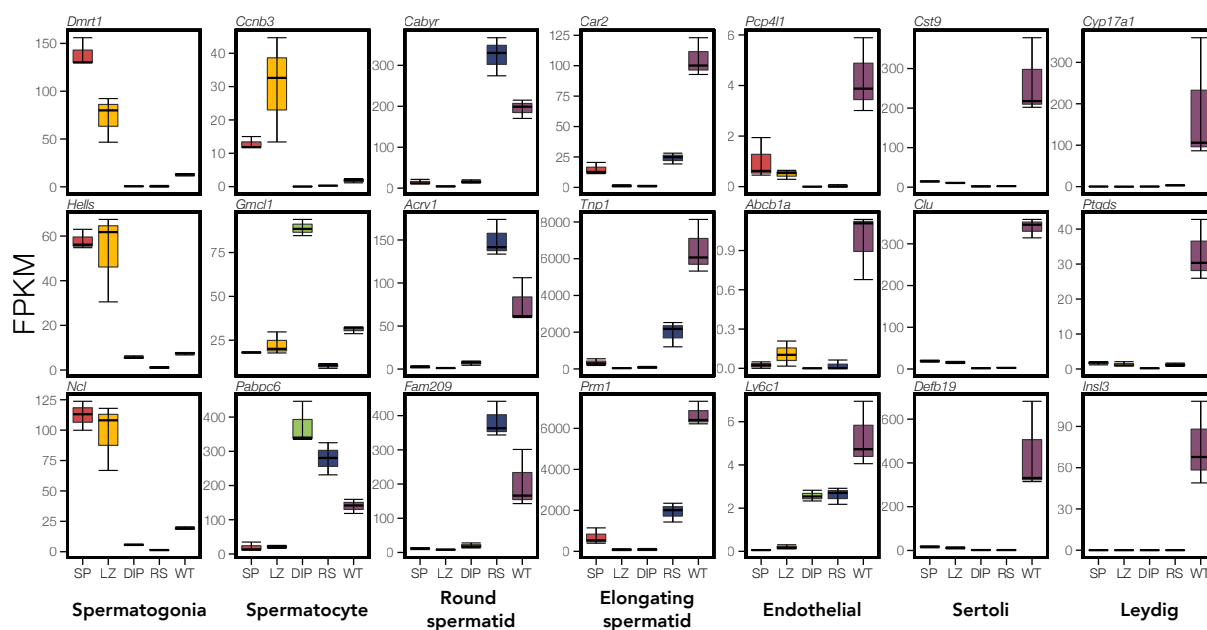 Dmrt1 Ccnb3 Cabyr Car2 Pcp4l1 Cst9 Cyp17a1
150 100 50 0
40 30 20 10 0
300 200 100 0
125 100 75 50 25 0
6 4 2 0
300 200 100 0
300 200 100 0
Hells Gmcl1 Acrv1 Tnp1 Abcb1a Clu Ptgds
FPKM
60 40 20 0
75 50 25 0
150 100 50 0
8000 6000 4000 2000 0
0.9 0.6 0.3 0.0
300 200 100 0
40 30 20 10 0
Ncl Pabpc6 Fam209 Prm1 Ly6c1 Defb19 Insl3
125 100 75 50 25 0
400 300 200 100 0
400 300 200 100 0
6000 4000 2000 0
6 4 2 0
600 400 200 0
90 60 30 0
SP LZ DIP RS WT SP LZ DIP RS WT SP LZ DIP RS WT SP LZ DIP RS WT SP LZ DIP RS WT SP LZ DIP RS WT SP LZ DIP RS WT
Spermatogonia Spermatocyte Round spermatid Elongating spermatid Endothelial Sertoli Leydig